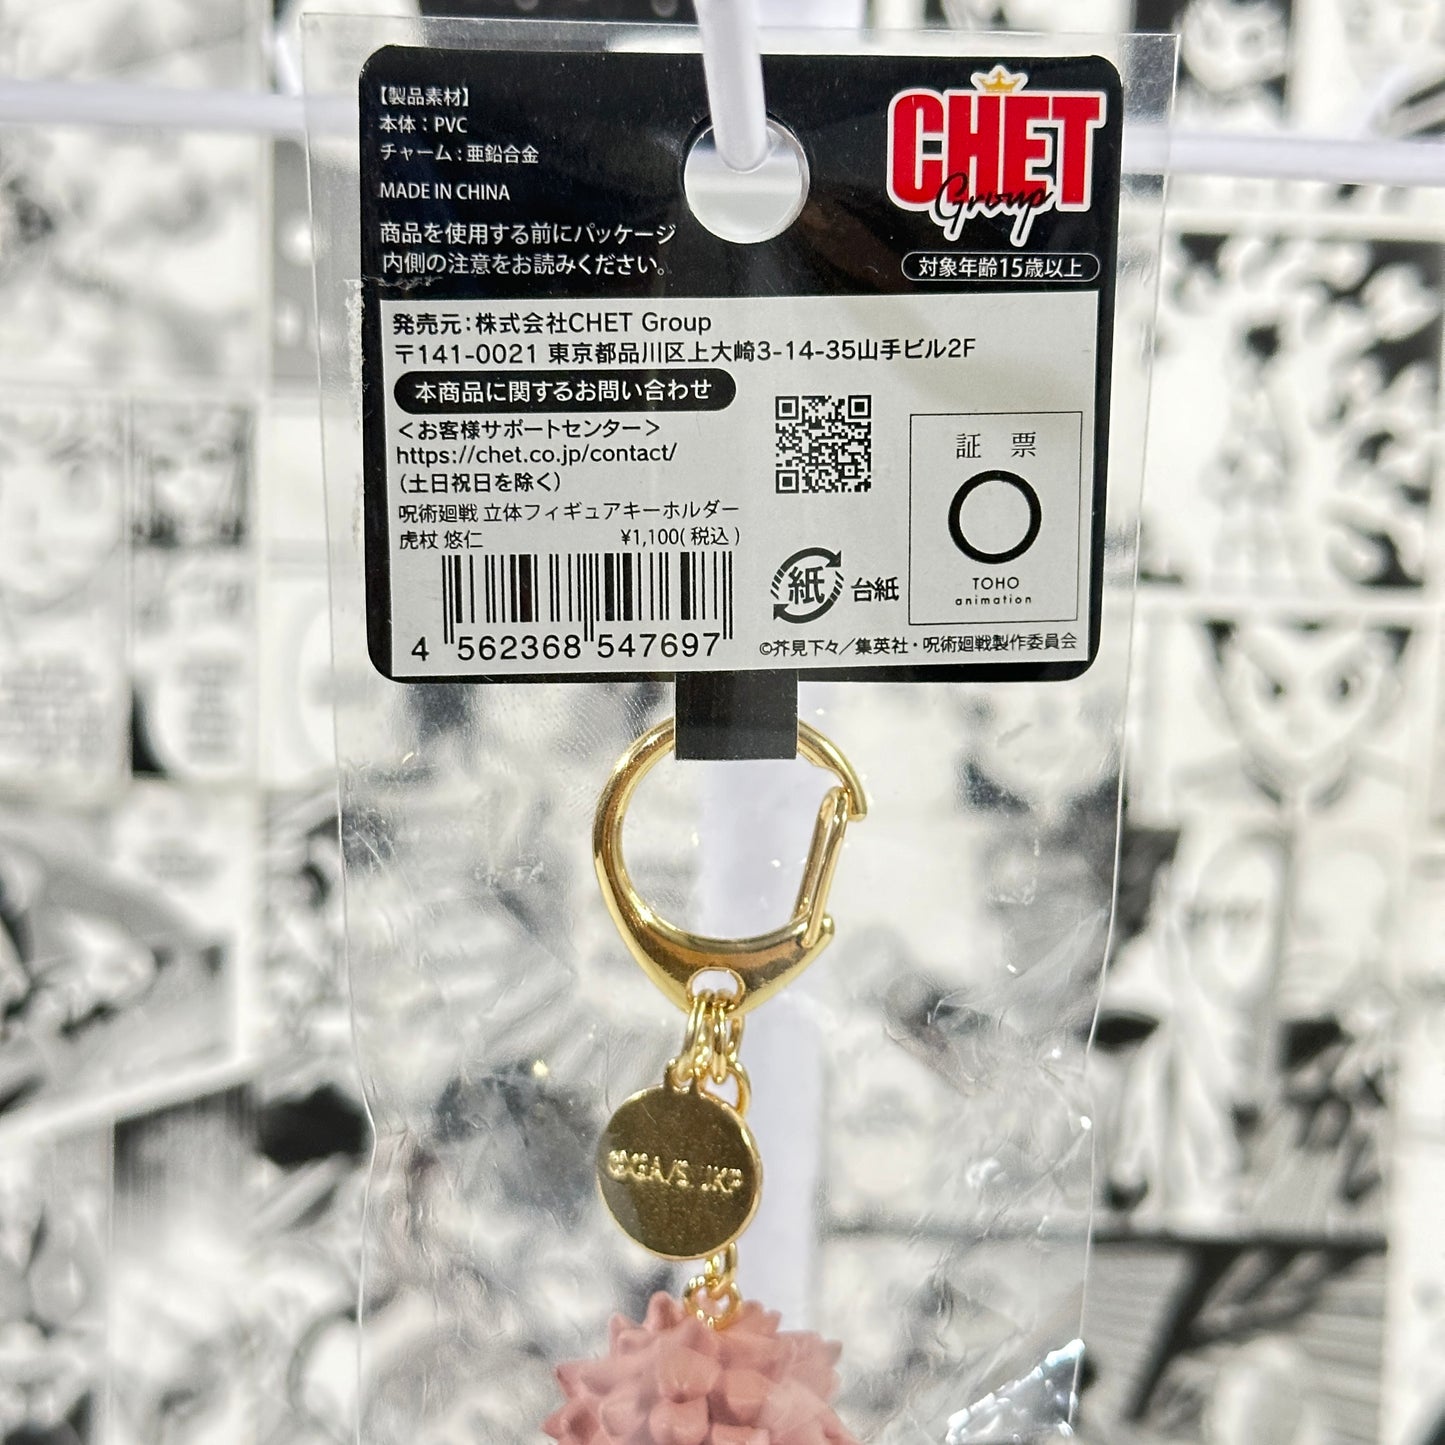 【製品素材】
本体：PVC
チャーム：亜鉛合金
MADE IN CHINA
商品を使用する前にパッケージ
内側の注意をお読みください。
CHET
Group
対象年齢15歳以上
発売元：株式会社CHET Group
〒141-0021 東京都品川区上大崎3-14-35山手ビル2F
本商品に関するお問い合わせ
＜お客様サポートセンター＞
https://chet.co.jp/contact/
（土日祝日を除く）
呪術廻戦 立体フィギュアキーホルダー
虎杖 悠仁 ¥1,100(税込)
4 562368 547697
紙 台紙
証 票
TOHO
animation
©芥見下々／集英社・呪術廻戦製作委員会
©GA/S, JKP